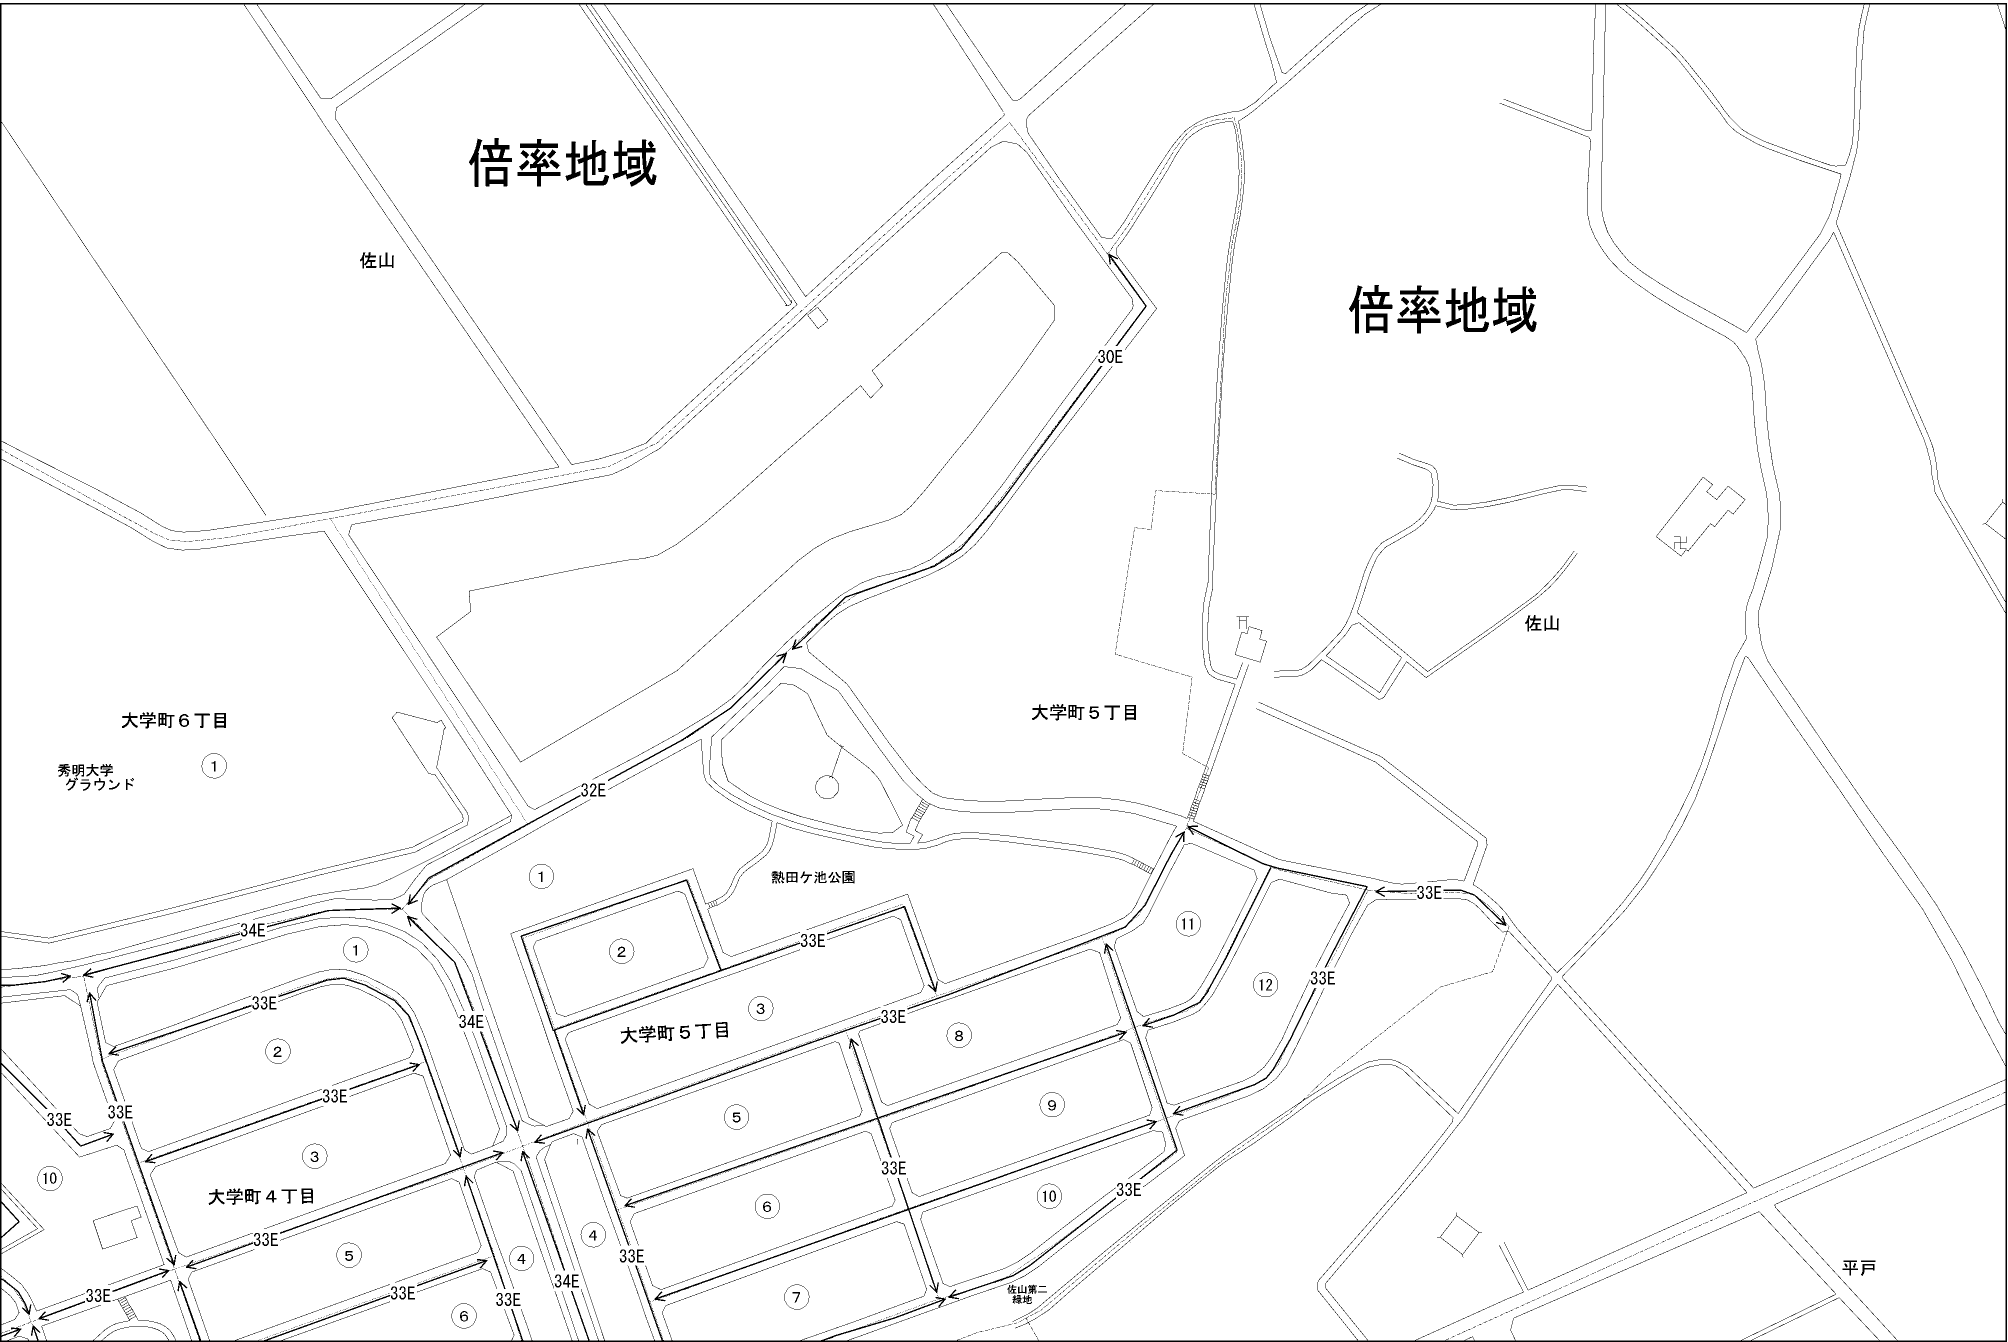 倍率地域
佐山
倍率地域
30E
佐山
大学町5丁目
大学町6丁目
①
秀明大学
グラウンド
32E
①
熱田ケ池公園
33E
⑪
34E
①
②
33E
⑫
33E
33E
③
34E
33E
大学町5丁目
⑧
②
33E
⑤
⑨
33E
33E
③
33E
⑩
大学町4丁目
⑥
⑩
33E
④
33E
⑤
④
33E
34E
33E
33E
33E
⑥
⑦
佐山第二
緑地
平戸